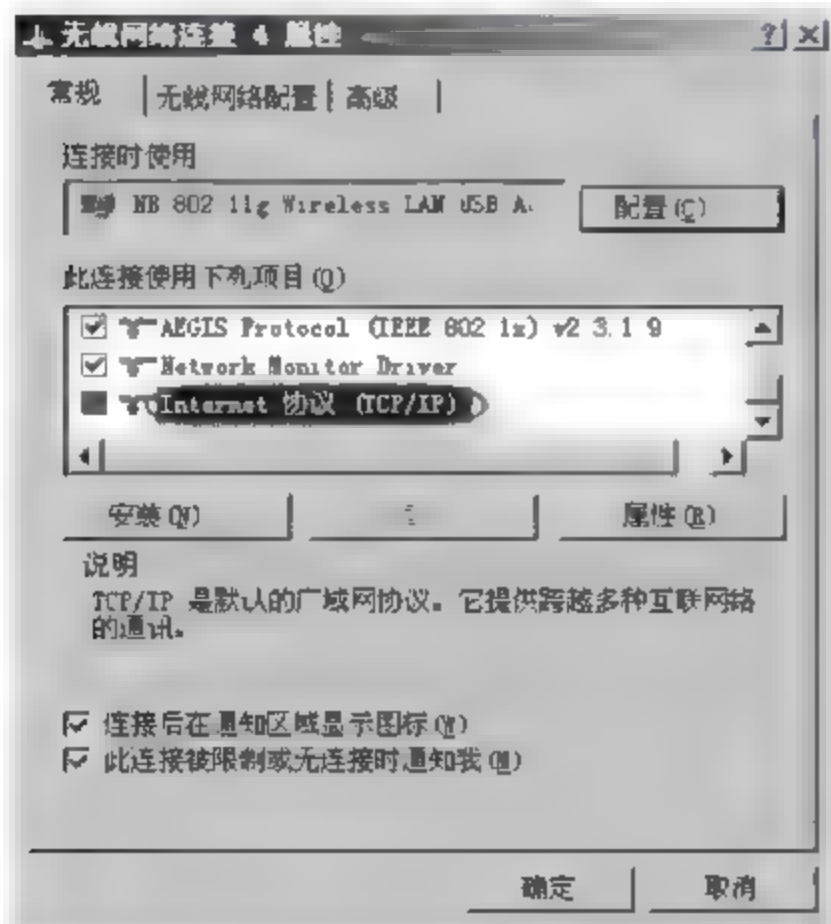 无线网络连接 4 属性
常规 无线网络配置 高级
连接时使用
NB 802 11g Wireless LAN USB A.
配置(C)
此连接使用下列项目(O)
AEGIS Protocol (IEEE 802 1x) v2 3.1 9
Network Monitor Driver
Internet 协议 (TCP/IP)
安装(N) 属性(R)
说明
TCP/IP 是默认的广域网协议。它提供跨越多种互联网络
的通讯。
连接后在通知区域显示图标(W)
此连接被限制或无连接时通知我(M)
确定 取消